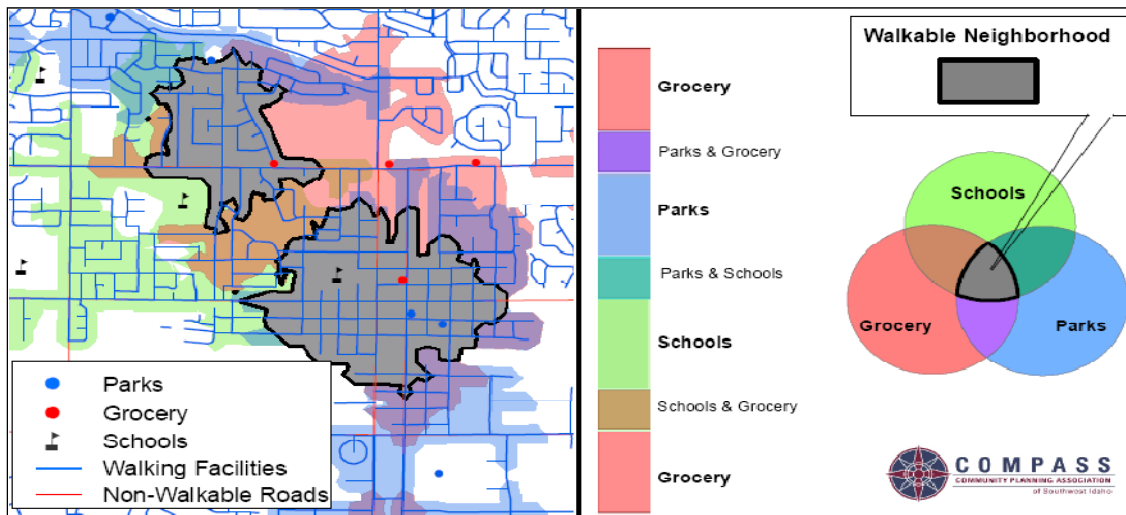 Parks
Grocery
Schools
Walking Facilities
Non-Walkable Roads
Grocery
Parks & Grocery
Parks
Parks & Schools
Schools
Schools & Grocery
Grocery
Walkable Neighborhood
Schools
Grocery
Parks
COMPASS
COMMUNITY PLANNING ASSOCIATION
of Southwest Idaho